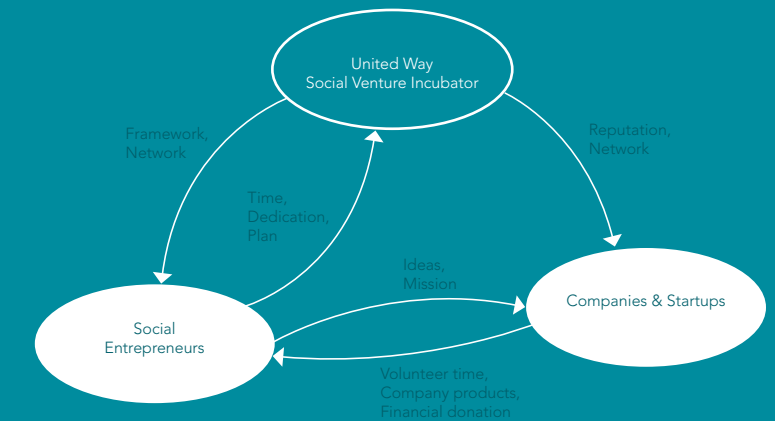 United Way
Social Venture Incubator
Framework,
Network
Reputation,
Network
Time,
Dedication,
Plan
Ideas,
Mission
Companies & Startups
Social
Entrepreneurs
Volunteer time,
Company products,
Financial donation